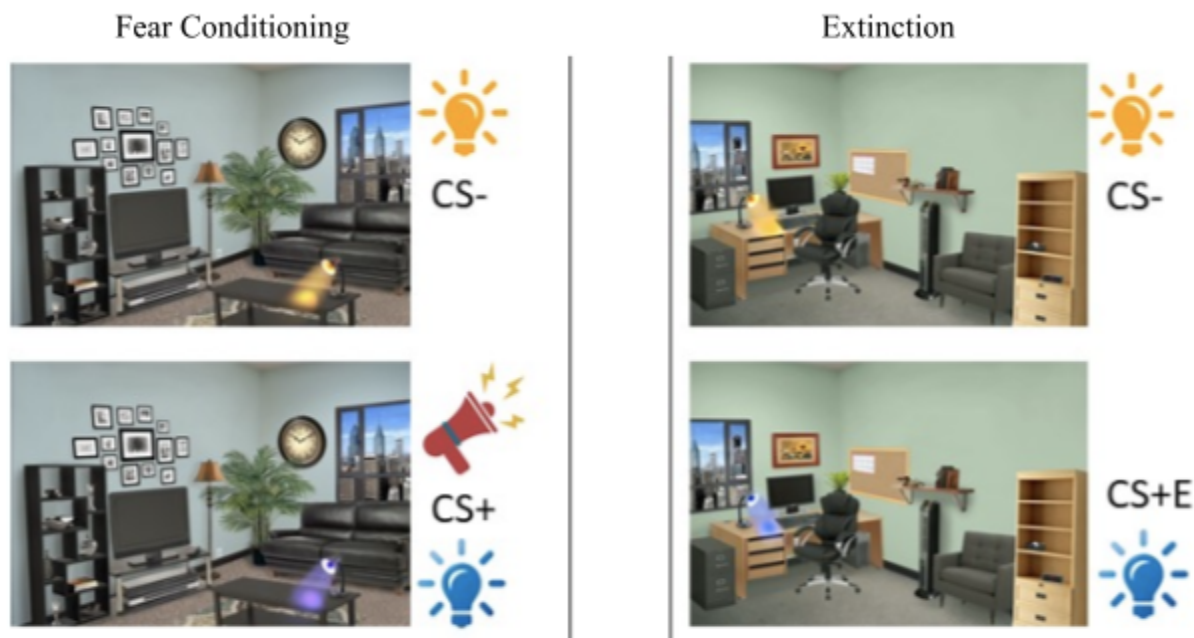 Fear Conditioning
Extinction
CS-
CS-
CS+
CS+E